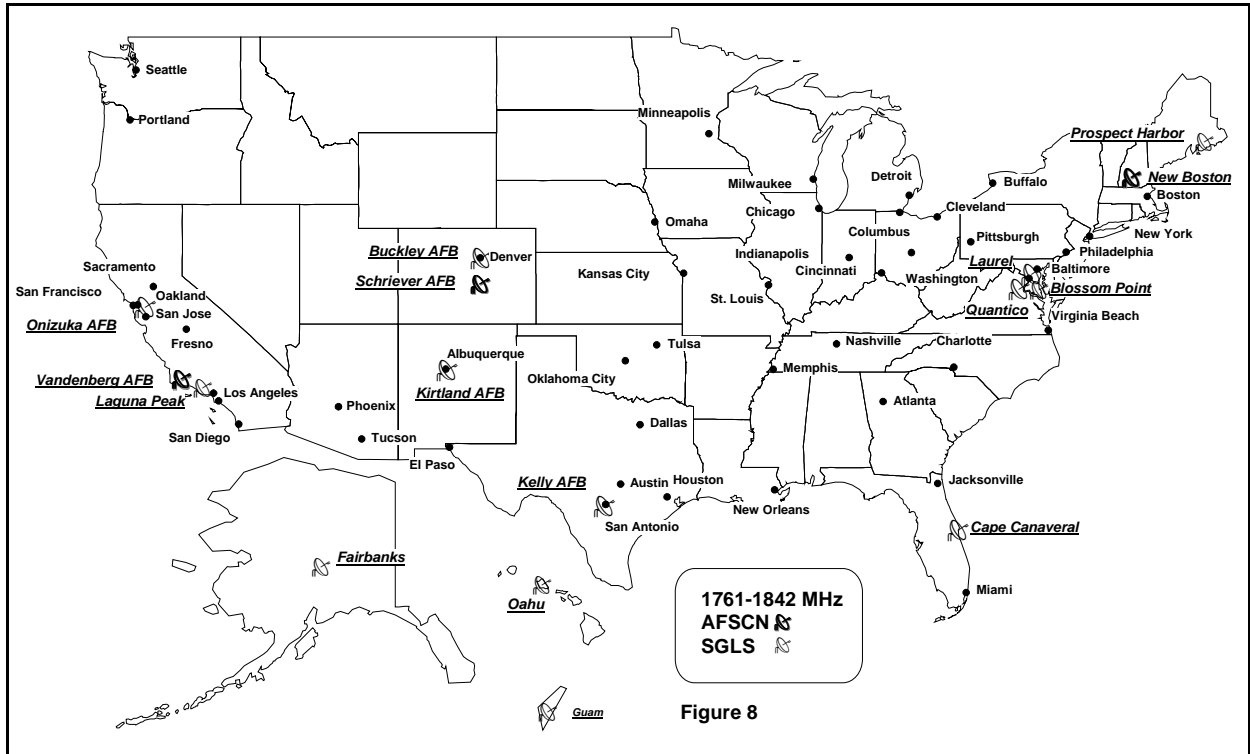 Seattle
Portland
Minneapolis
Prospect Harbor
New Boston
Boston
Milwaukee
Detroit
Buffalo
Chicago
Cleveland
Omaha
Columbus
Pittsburgh
New York
Philadelphia
Buckley AFB
Denver
Indianapolis
Laurel
Baltimore
Sacramento
Schriever AFB
Kansas City
Cincinnati
Washington
Blossom Point
San Francisco
Oakland
St. Louis
Quantico
Onizuka AFB
San Jose
Virginia Beach
Fresno
Albuquerque
Tulsa
Nashville
Charlotte
Vandenberg AFB
Los Angeles
Kirtland AFB
Oklahoma City
Memphis
Laguna Peak
Phoenix
Atlanta
San Diego
Tucson
Dallas
El Paso
Kelly AFB
Austin
Houston
Jacksonville
New Orleans
San Antonio
Cape Canaveral
Fairbanks
Oahu
Miami
1761-1842 MHz
AFSCN
SGLS
Guam
Figure 8